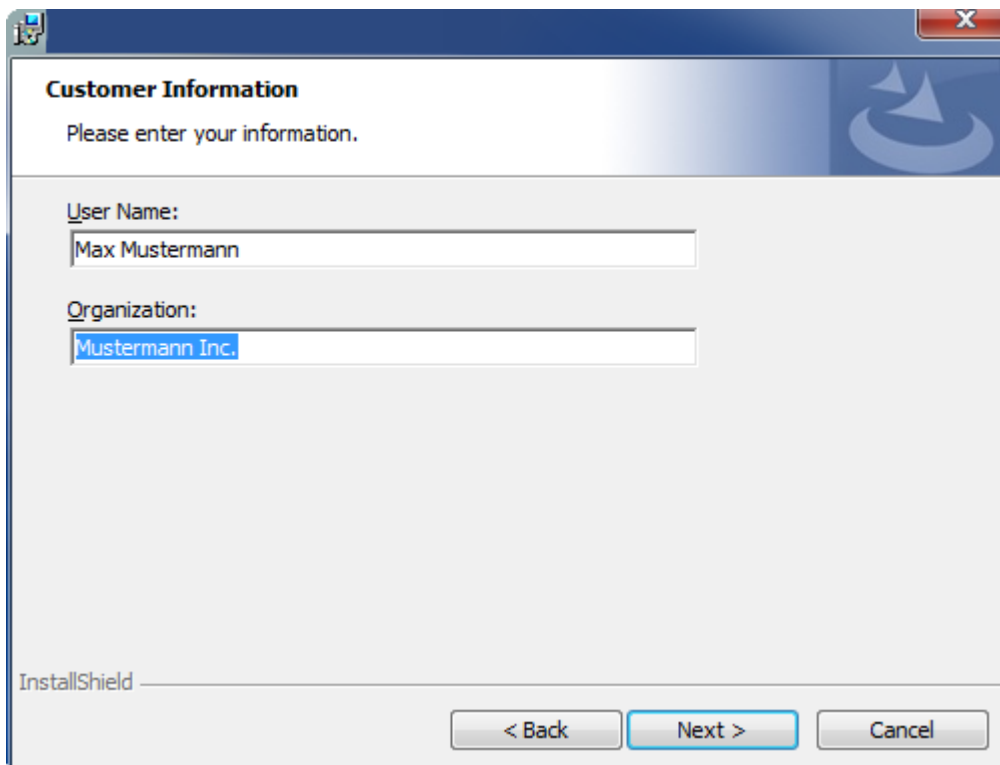 Customer Information
Please enter your information.
User Name:
Max Mustermann
Organization:
Mustermann Inc.
InstallShield
< Back Next > Cancel